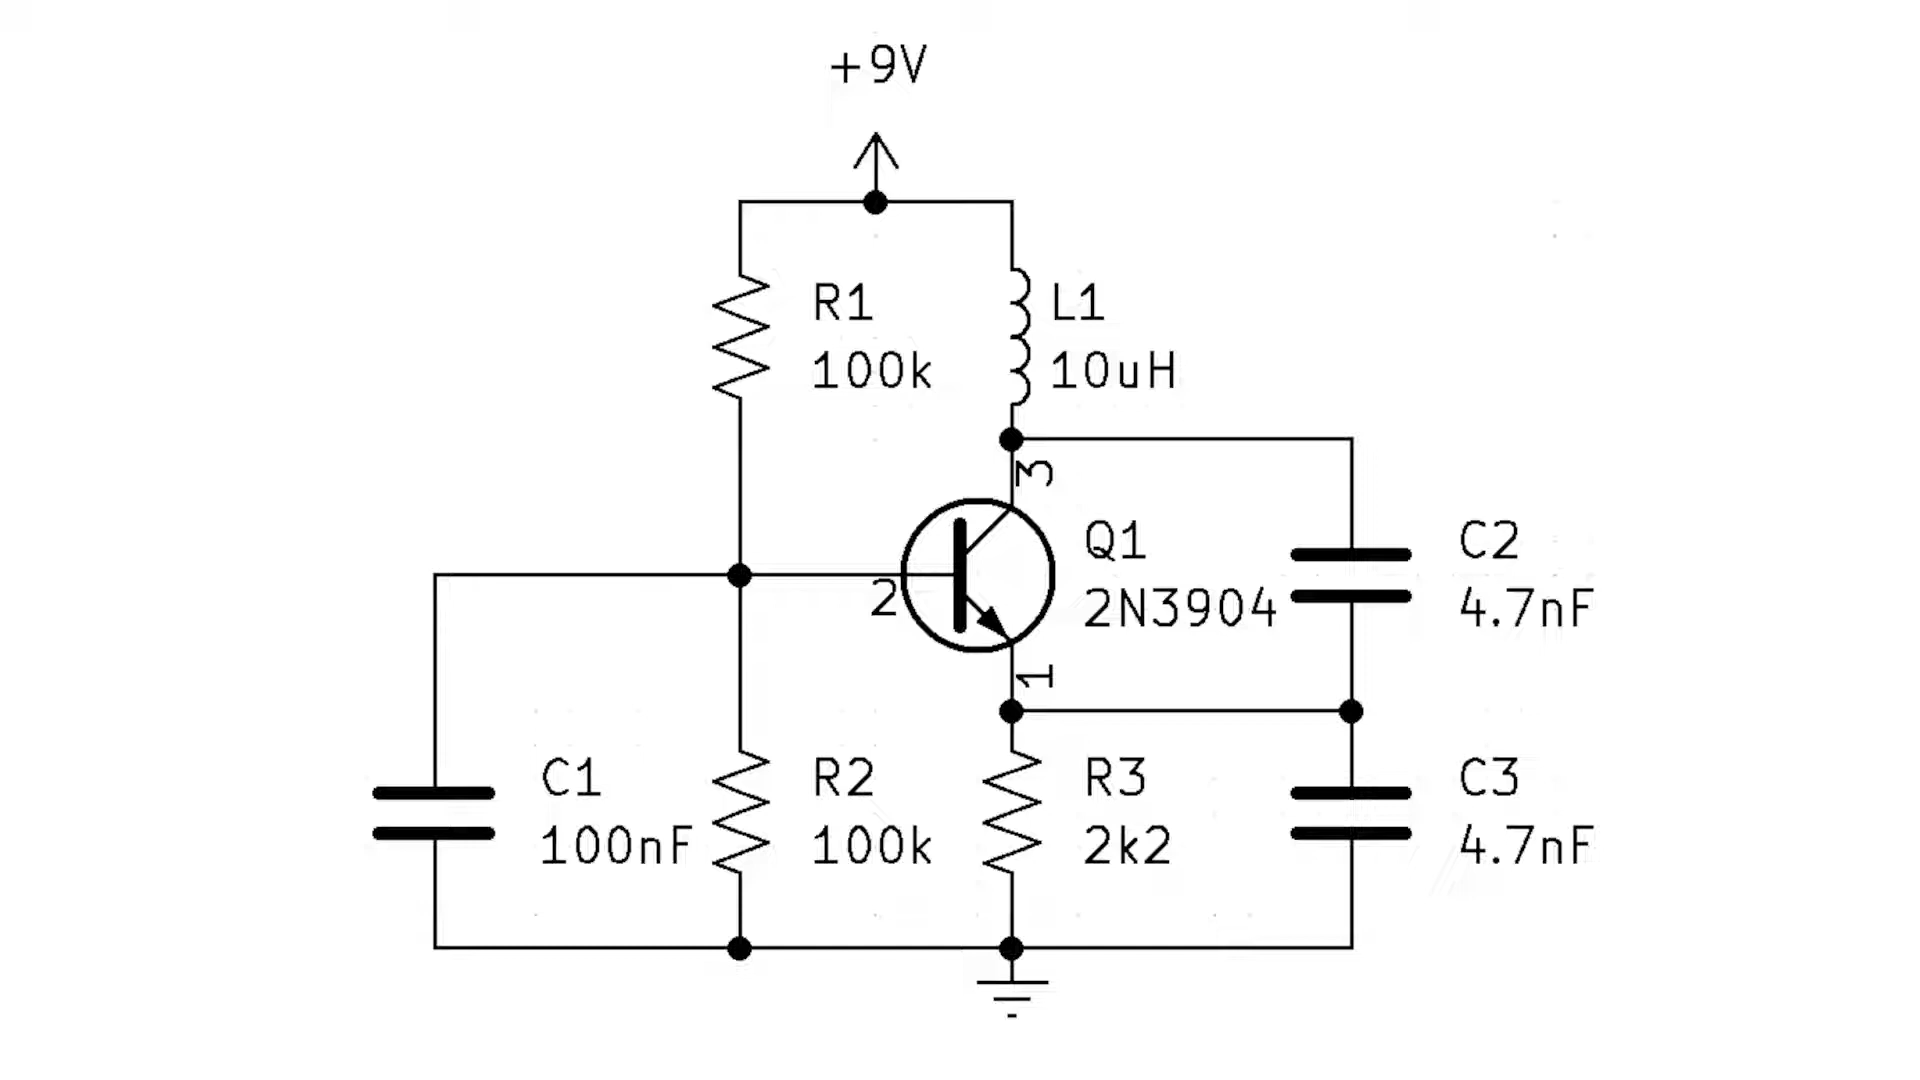 +9V
R1
100k
L1
10uH
3
Q1
2N3904
2
1
C2
4.7nF
C1
100nF
R2
100k
R3
2k2
C3
4.7nF